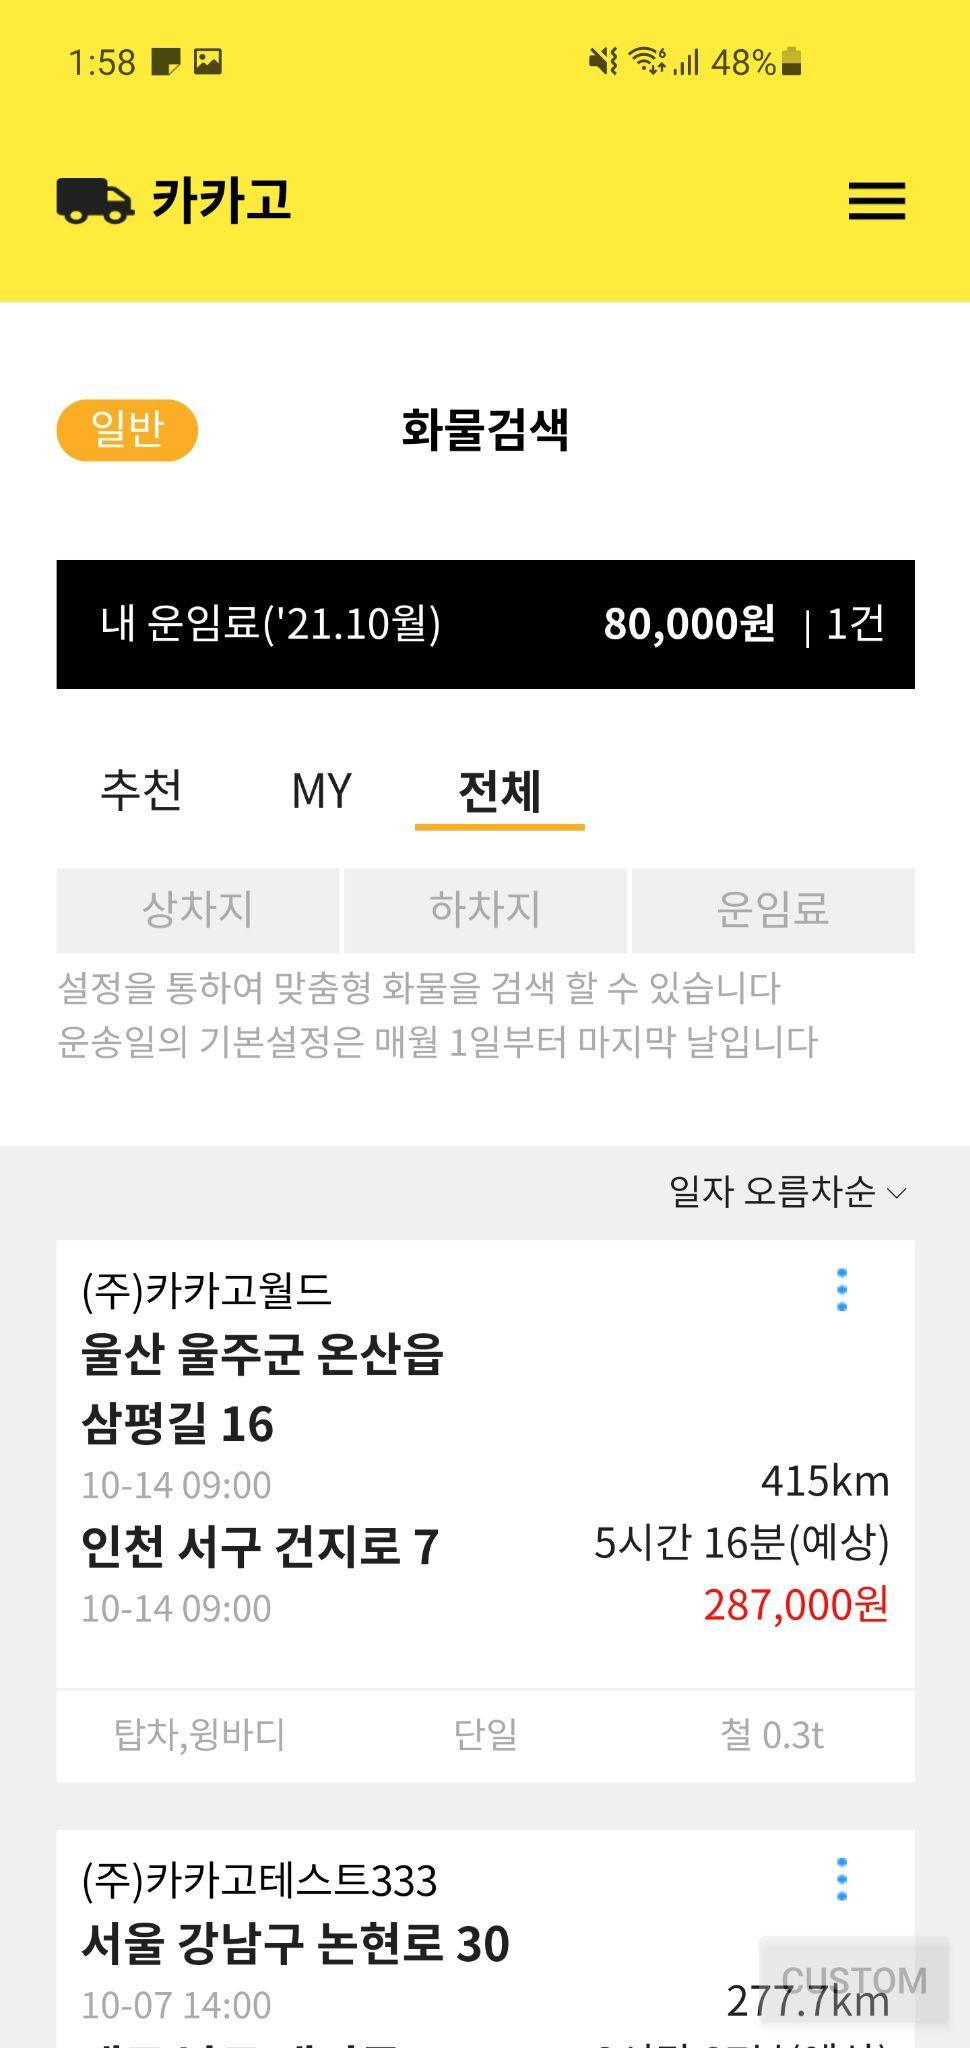 1:58 48%
카카고
일반 화물검색
내 운임료('21.10월) 80,000원 | 1건
추천 MY 전체
상차지 하차지 운임료
설정을 통하여 맞춤형 화물을 검색 할 수 있습니다
운송일의 기본설정은 매월 1일부터 마지막 날입니다
일자 오름차순
(주)카카고월드
울산 울주군 온산읍
삼평길 16
10-14 09:00 415km
인천 서구 건지로 7 5시간 16분(예상)
10-14 09:00 287,000원
탑차,윙바디 단일 철 0.3t
(주)카카고테스트333
서울 강남구 논현로 30
CUSTOM
10-07 14:00 277.7km